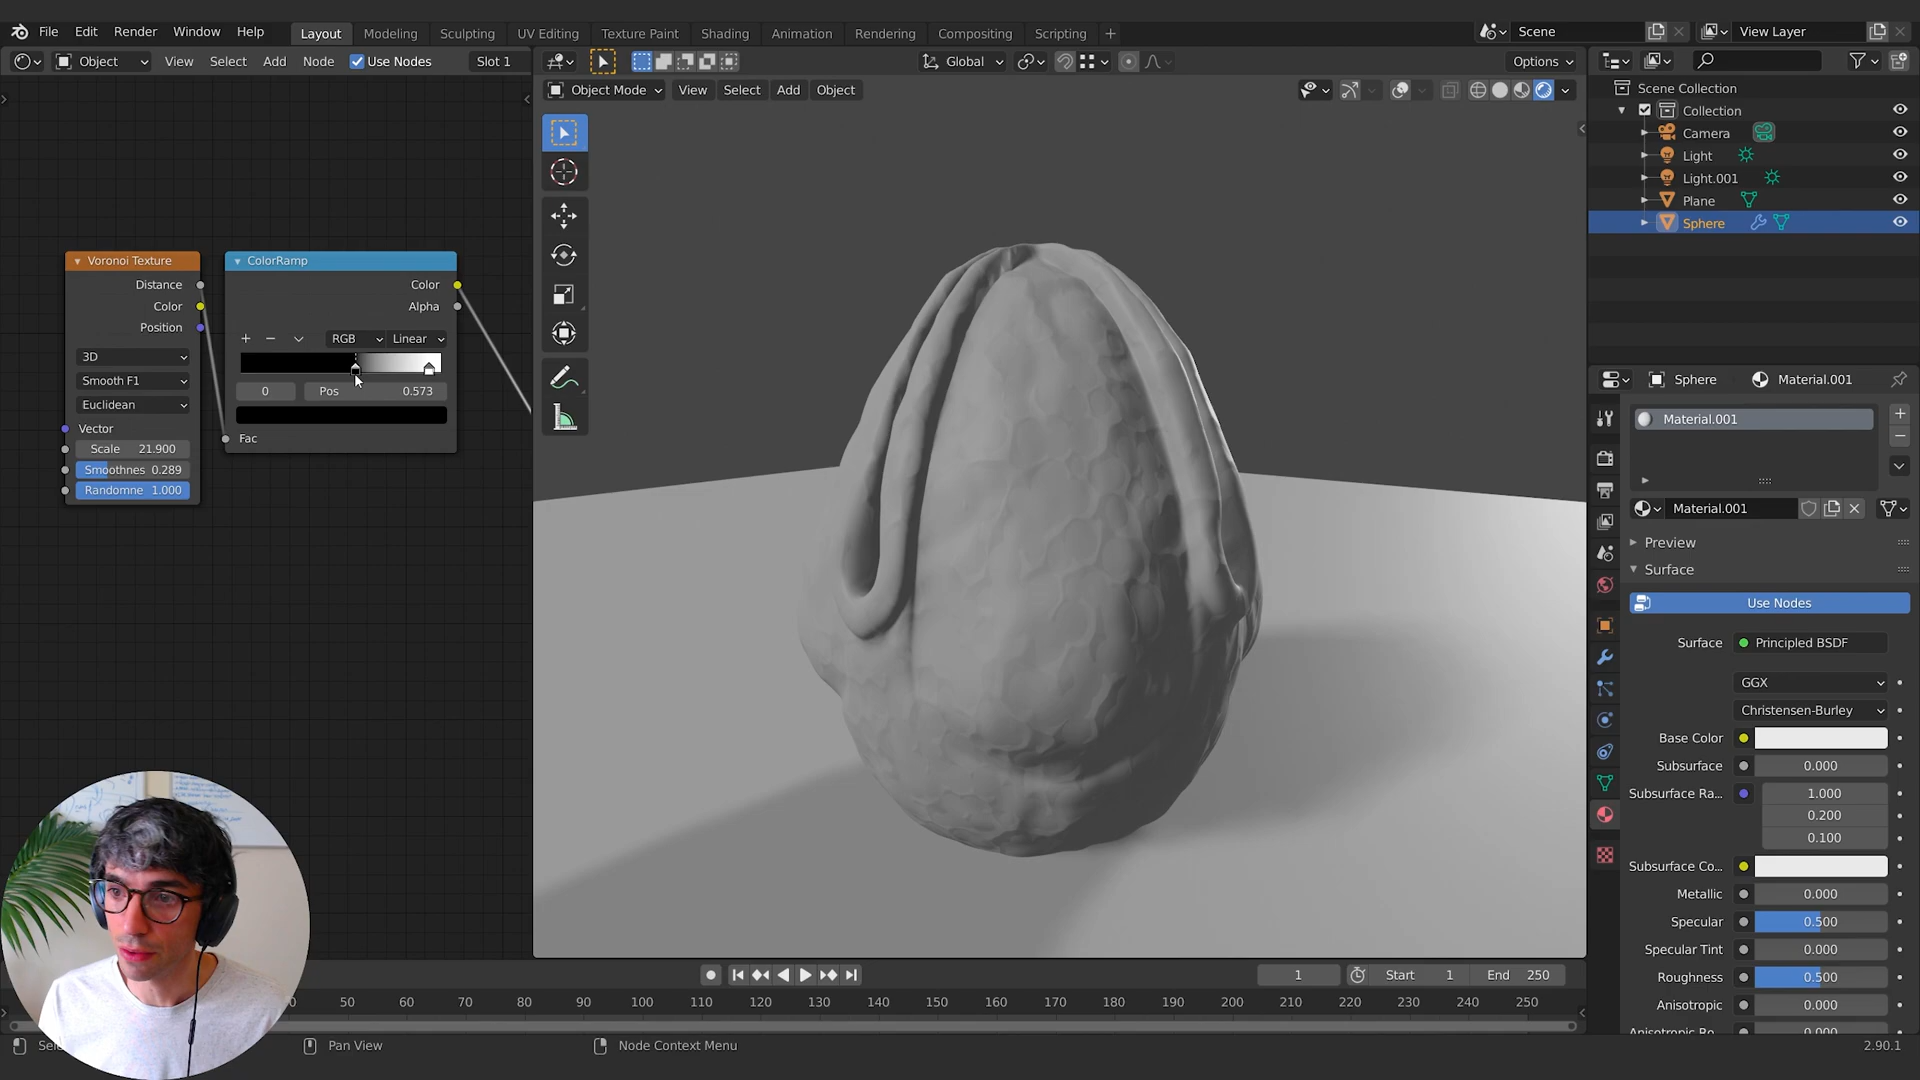 File Edit Render Window Help Layout Modeling Sculpting UV Editing Texture Paint Shading Animation Rendering Compositing Scripting + Scene View Layer
Object View Select Add Node Use Nodes Slot 1 Global Options
Object Mode View Select Add Object
Scene Collection
Collection
Camera
Light
Light.001
Plane
Sphere
Voronoi Texture
Distance
Color
Position
3D
Smooth F1
Euclidean
Vector
Scale 21.900
Smoothnes 0.289
Randomne 1.000
ColorRamp
Color
Alpha
RGB Linear
0 Pos 0.573
Fac
Sphere Material.001
Material.001
Material.001
Preview
Surface
Use Nodes
Surface Principled BSDF
GGX
Christensen-Burley
Base Color
Subsurface 0.000
Subsurface Ra... 1.000
0.200
0.100
Subsurface Co...
Metallic 0.000
Specular 0.500
Specular Tint 0.000
Roughness 0.500
Anisotropic 0.000
1 Start 1 End 250
50 60 70 80 90 100 110 120 130 140 150 160 170 180 190 200 210 220 230 240 250
Pan View Node Context Menu 2.90.1